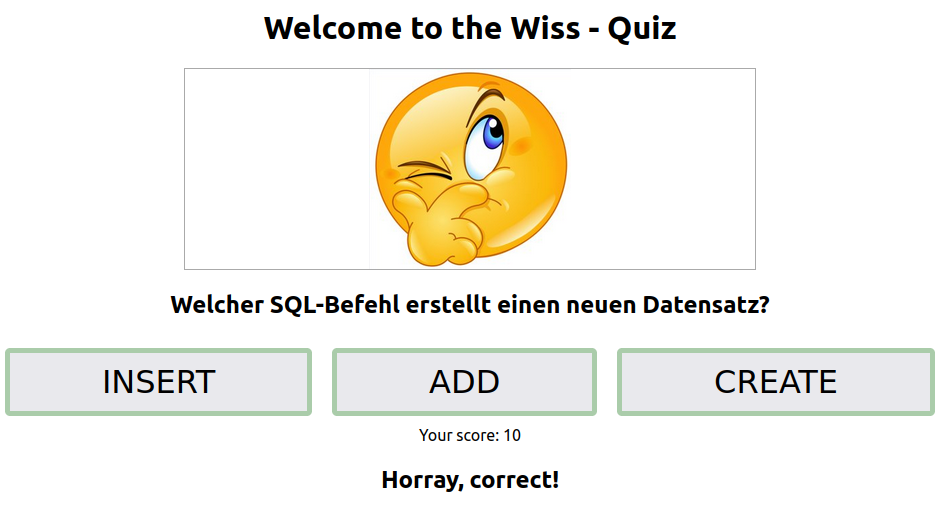 Welcome to the Wiss - Quiz
Welcher SQL-Befehl erstellt einen neuen Datensatz?
INSERT
ADD
CREATE
Your score: 10
Horray, correct!